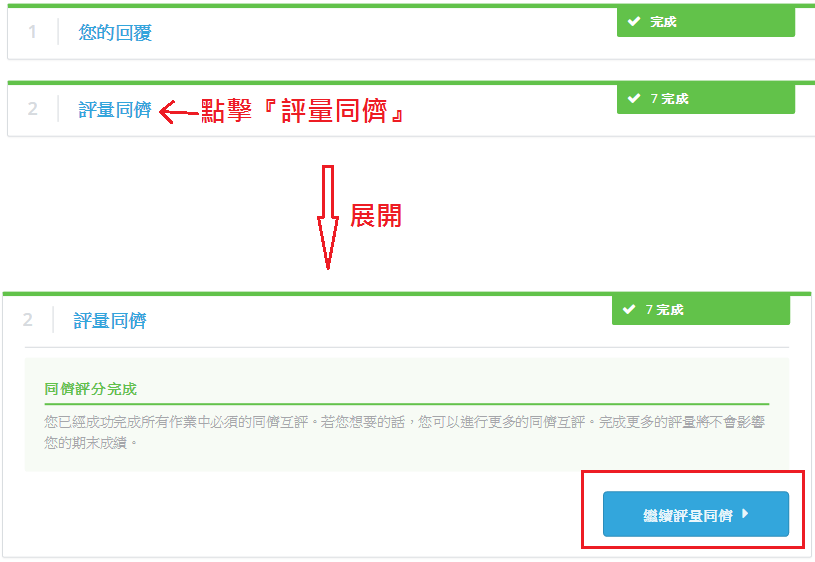 1 您的回覆 完成
2 評量同儕 點擊『評量同儕』 7 完成
展開
2 評量同儕 7 完成
同儕評分完成
您已經成功完成所有作業中必須的同儕互評。若您想要的話，您可以進行更多的同儕互評。完成更多的評量將不會影響
您的期末成績。
繼續評量同儕